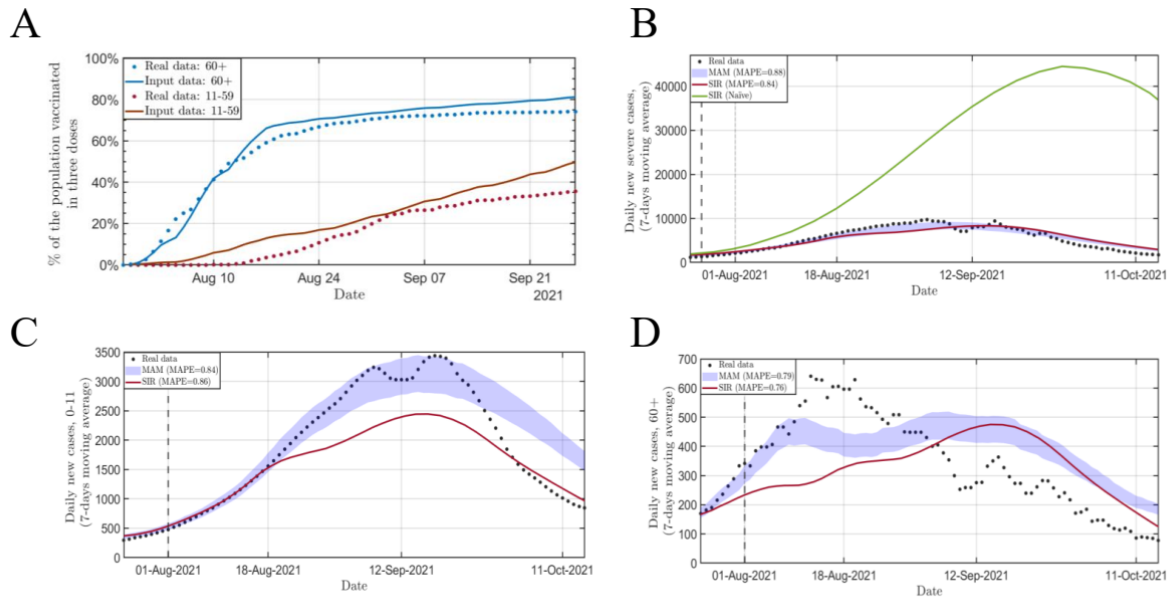 A
% of the population vaccinated
in three doses
100%
80%
60%
40%
20%
0%
Real data: 60+
Input data: 60+
Real data: 11-59
Input data: 11-59
Aug 10
Aug 24
Sep 07
Sep 21
2021
Date
B
Daily new severe cases,
(7-days moving average)
40000
30000
20000
10000
0
Real data
MAM (MAPE=0.88)
SIR (MAPE=0.84)
SIR (Naïve)
01-Aug-2021
18-Aug-2021
12-Sep-2021
11-Oct-2021
Date
C
Daily new cases, 0-11
(7-days moving average)
3500
3000
2500
2000
1500
1000
500
0
Real data
MAM (MAPE=0.84)
SIR (MAPE=0.86)
01-Aug-2021
18-Aug-2021
12-Sep-2021
11-Oct-2021
Date
D
Daily new cases, 60+
(7-days moving average)
700
600
500
400
300
200
100
0
Real data
MAM (MAPE=0.79)
SIR (MAPE=0.76)
01-Aug-2021
18-Aug-2021
12-Sep-2021
11-Oct-2021
Date